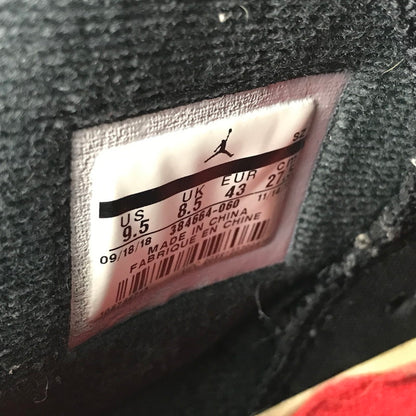 SZ
US UK EUR
9.5 8.5 43
384664-060
09/18/18
MADE IN CHINA
FABRIQUE EN CHINE